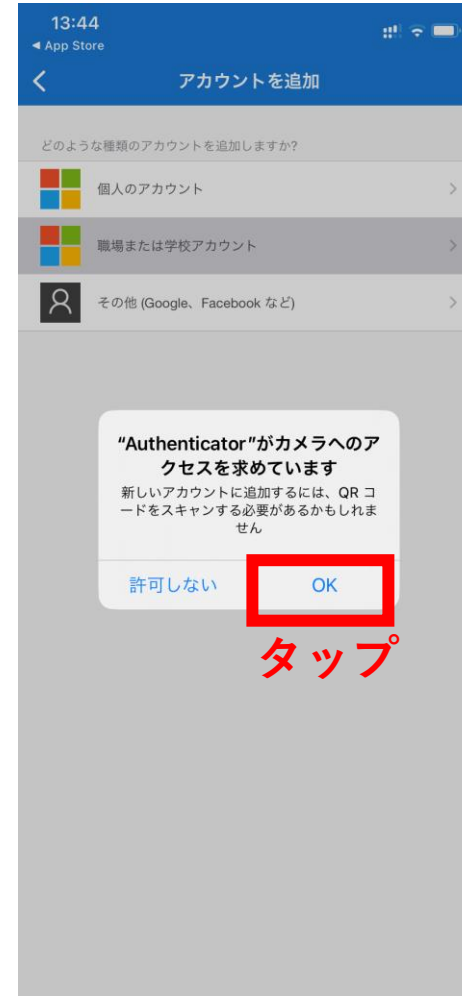 13:44
◀ App Store
アカウントを追加
どのような種類のアカウントを追加しますか?
個人のアカウント
職場または学校アカウント
その他 (Google、Facebook など)
“Authenticator”がカメラへのア
クセスを求めています
新しいアカウントに追加するには、QR コ
ードをスキャンする必要があるかもしれま
せん
許可しない OK
タップ